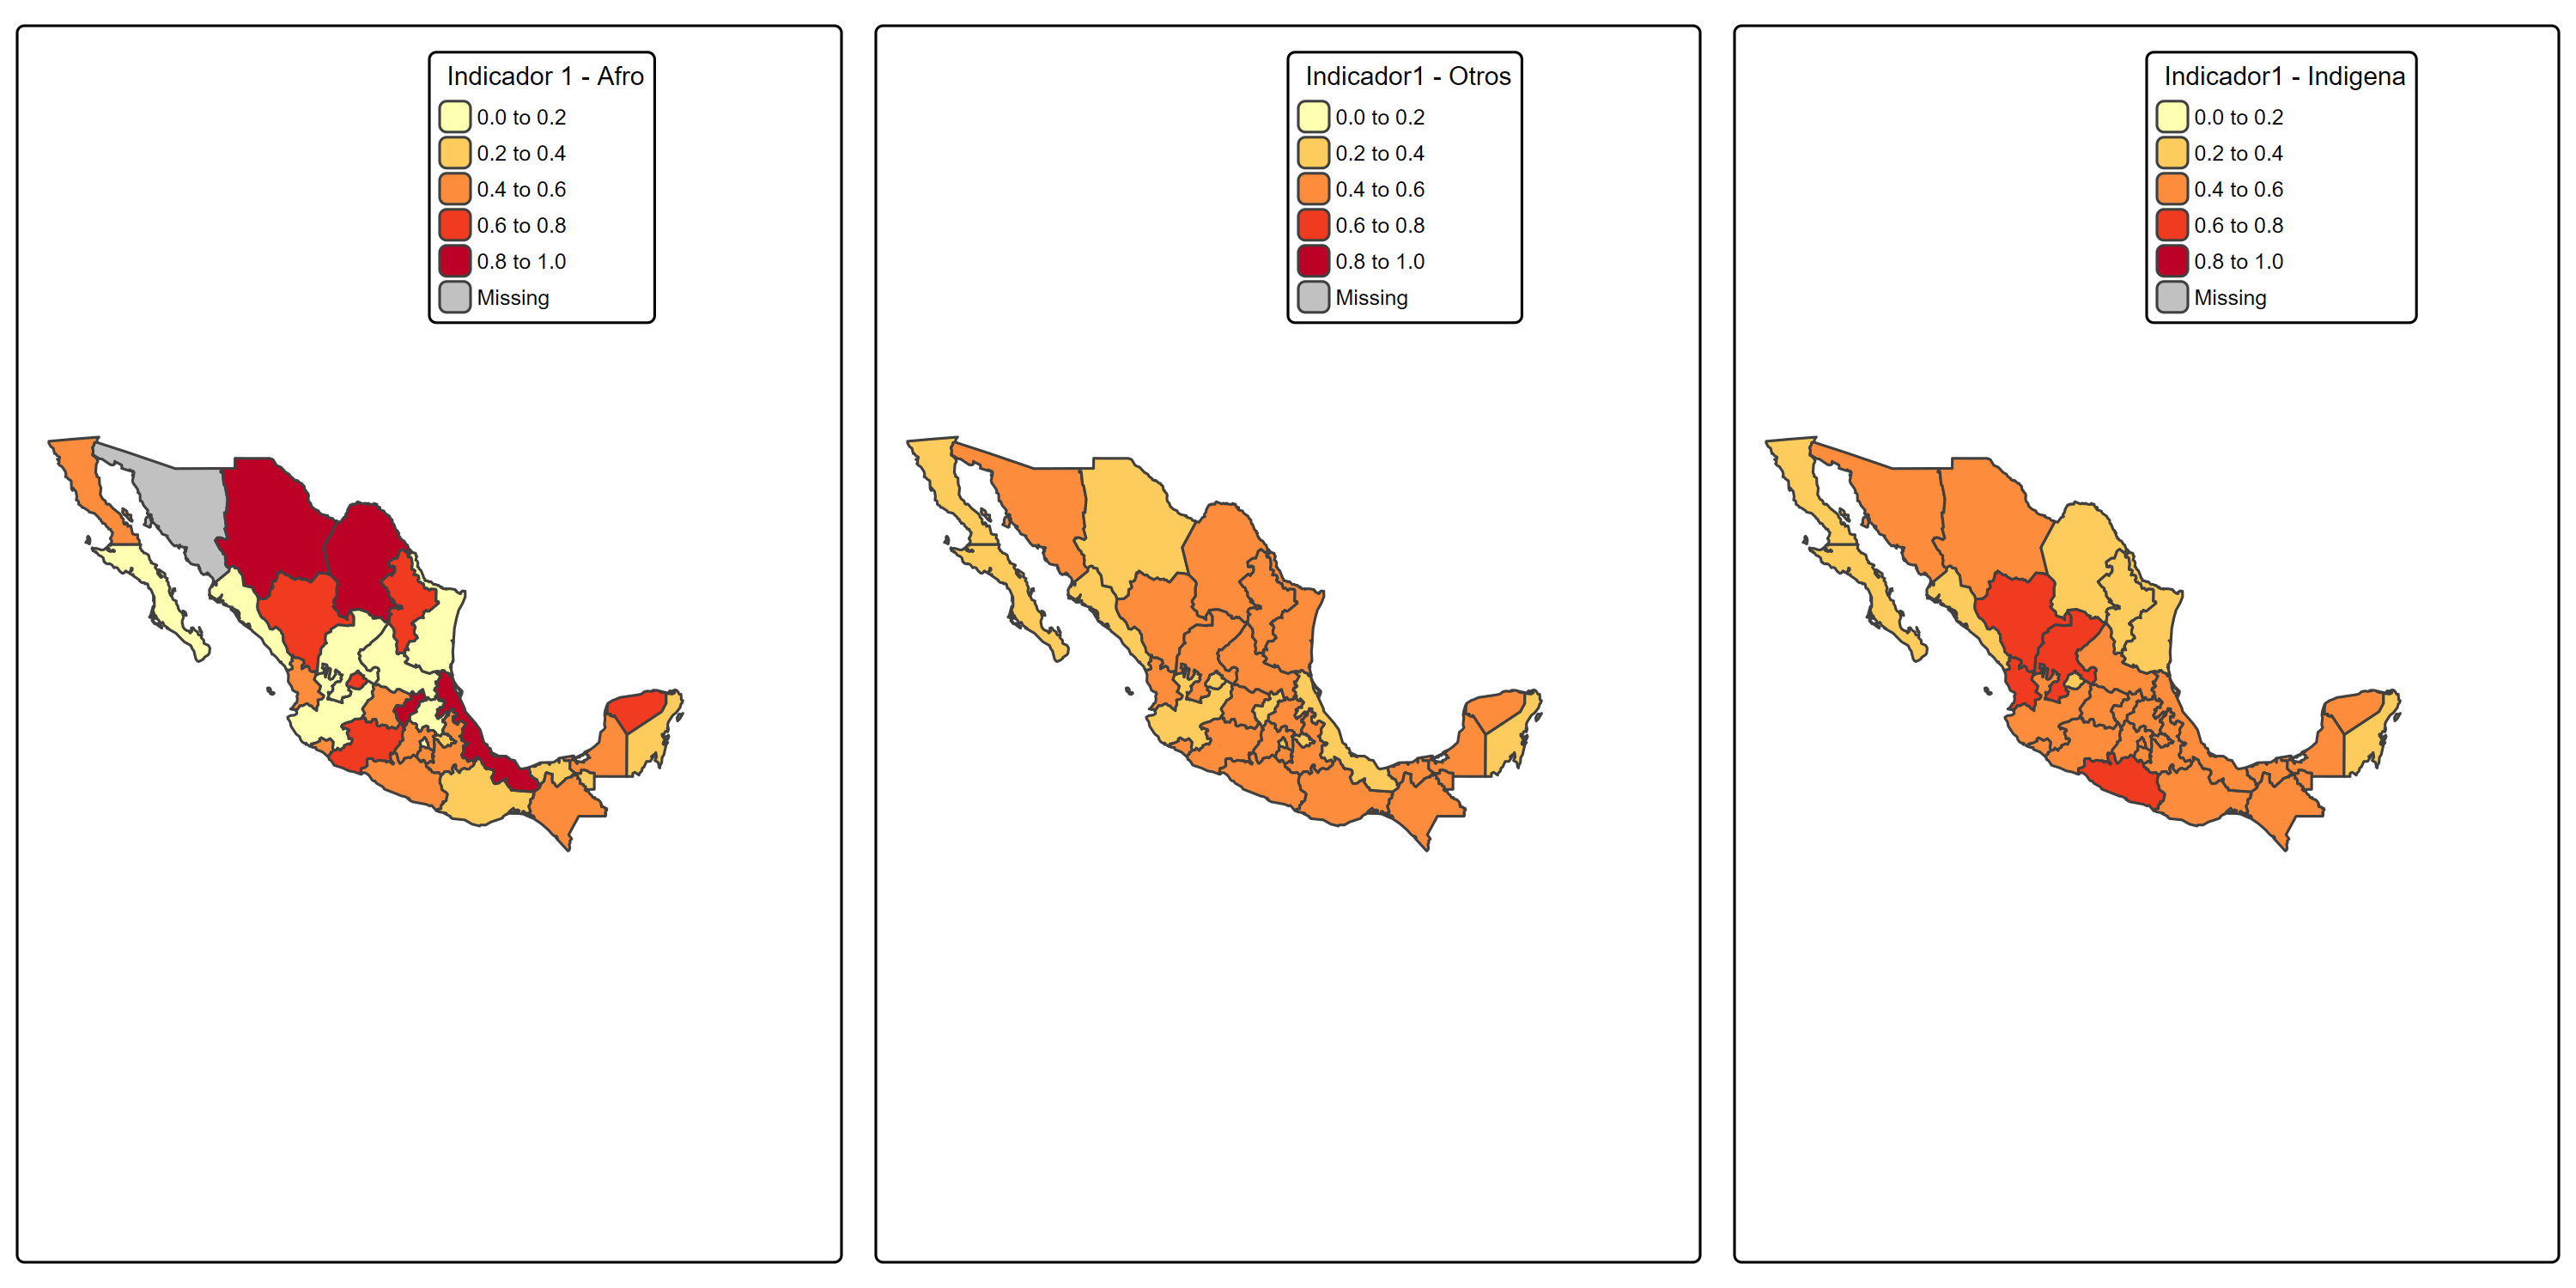 Indicador 1 - Afro
0.0 to 0.2
0.2 to 0.4
0.4 to 0.6
0.6 to 0.8
0.8 to 1.0
Missing
Indicador1 - Otros
0.0 to 0.2
0.2 to 0.4
0.4 to 0.6
0.6 to 0.8
0.8 to 1.0
Missing
Indicador1 - Indigena
0.0 to 0.2
0.2 to 0.4
0.4 to 0.6
0.6 to 0.8
0.8 to 1.0
Missing